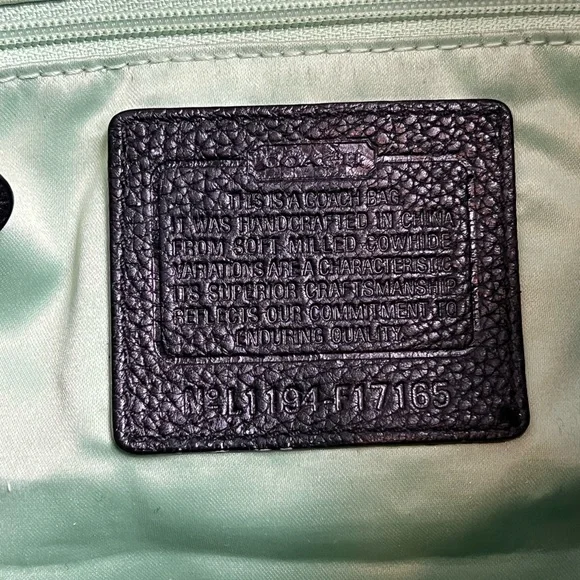 COACH
THIS IS A COACH BAG.
IT WAS HANDCRAFTED IN CHINA
FROM SOFT MILLED COWHIDE.
VARIATIONS ARE A CHARACTERISTIC.
ITS SUPERIOR CRAFTSMANSHIP
REFLECTS OUR COMMITMENT TO
ENDURING QUALITY.
No L1194-F17165